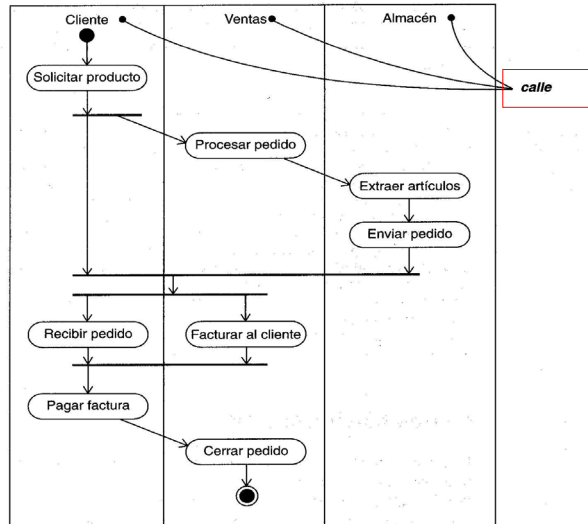 Cliente
Ventas
Almacén
Solicitar producto
calle
Procesar pedido
Extraer artículos
Enviar pedido
Recibir pedido
Facturar al cliente
Pagar factura
Cerrar pedido